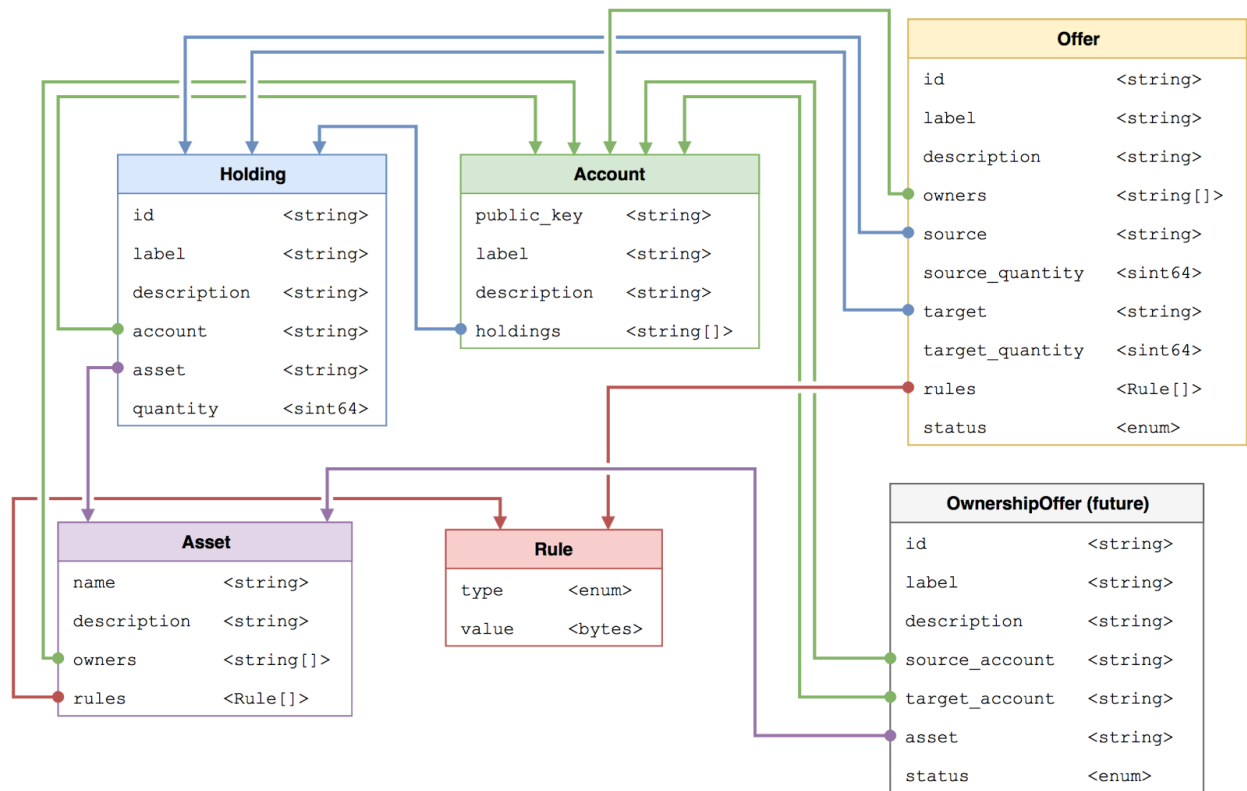 Offer
id <string>
label <string>
description <string>
owners <string[]>
source <string>
source_quantity <sint64>
target <string>
target_quantity <sint64>
rules <Rule[]>
status <enum>
Holding
id <string>
label <string>
description <string>
account <string>
asset <string>
quantity <sint64>
Account
public_key <string>
label <string>
description <string>
holdings <string[]>
Asset
name <string>
description <string>
owners <string[]>
rules <Rule[]>
Rule
type <enum>
value <bytes>
OwnershipOffer (future)
id <string>
label <string>
description <string>
source_account <string>
target_account <string>
asset <string>
status <enum>